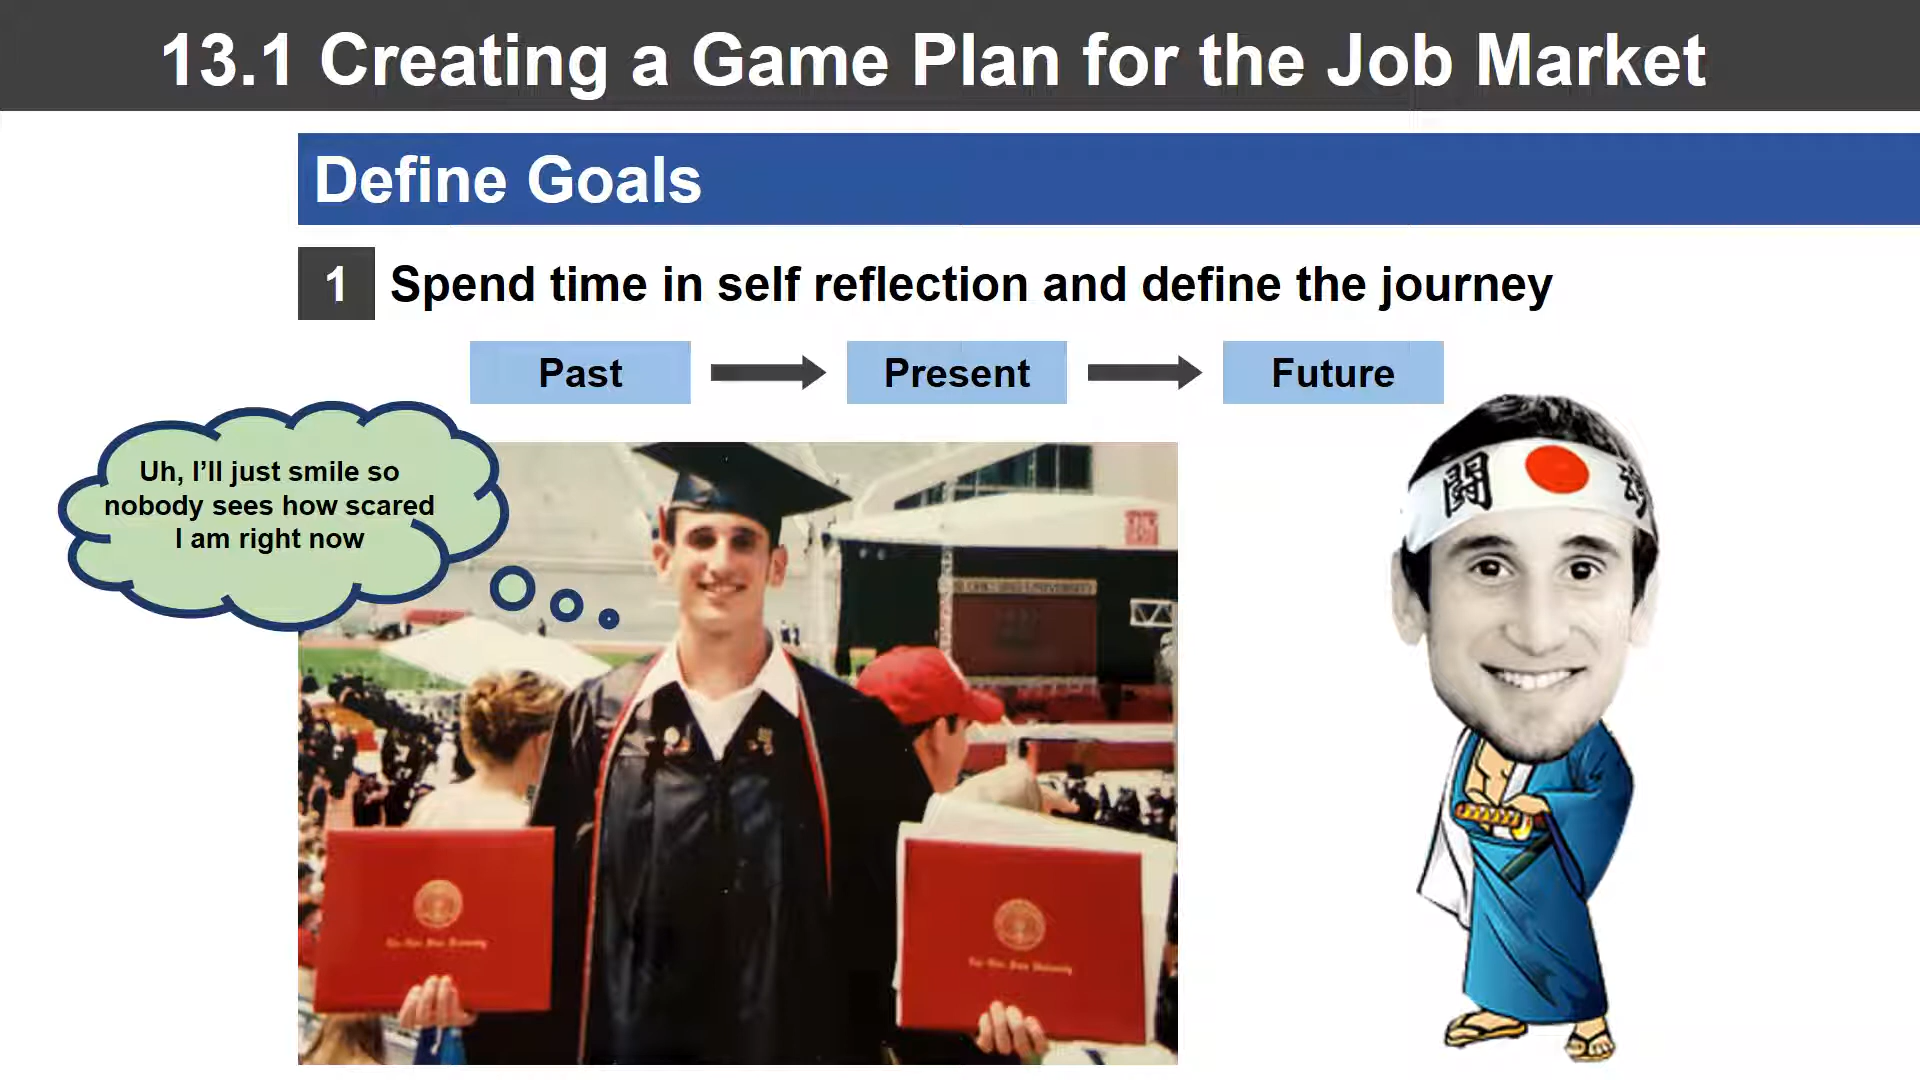 13.1 Creating a Game Plan for the Job Market
Define Goals
1 Spend time in self reflection and define the journey
Past Present Future
Uh, I’ll just smile so
nobody sees how scared
I am right now
闘